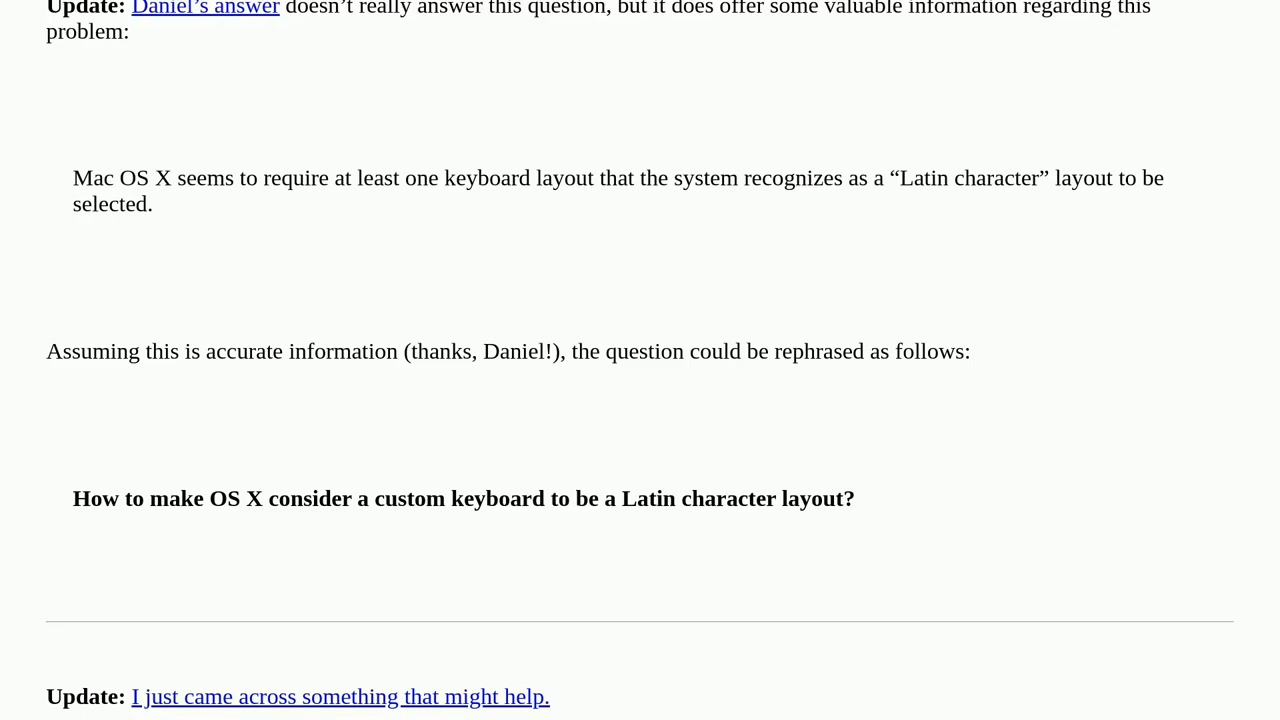 Update: Daniel’s answer doesn’t really answer this question, but it does offer some valuable information regarding this
problem:
Mac OS X seems to require at least one keyboard layout that the system recognizes as a “Latin character” layout to be
selected.
Assuming this is accurate information (thanks, Daniel!), the question could be rephrased as follows:
How to make OS X consider a custom keyboard to be a Latin character layout?
Update: I just came across something that might help.